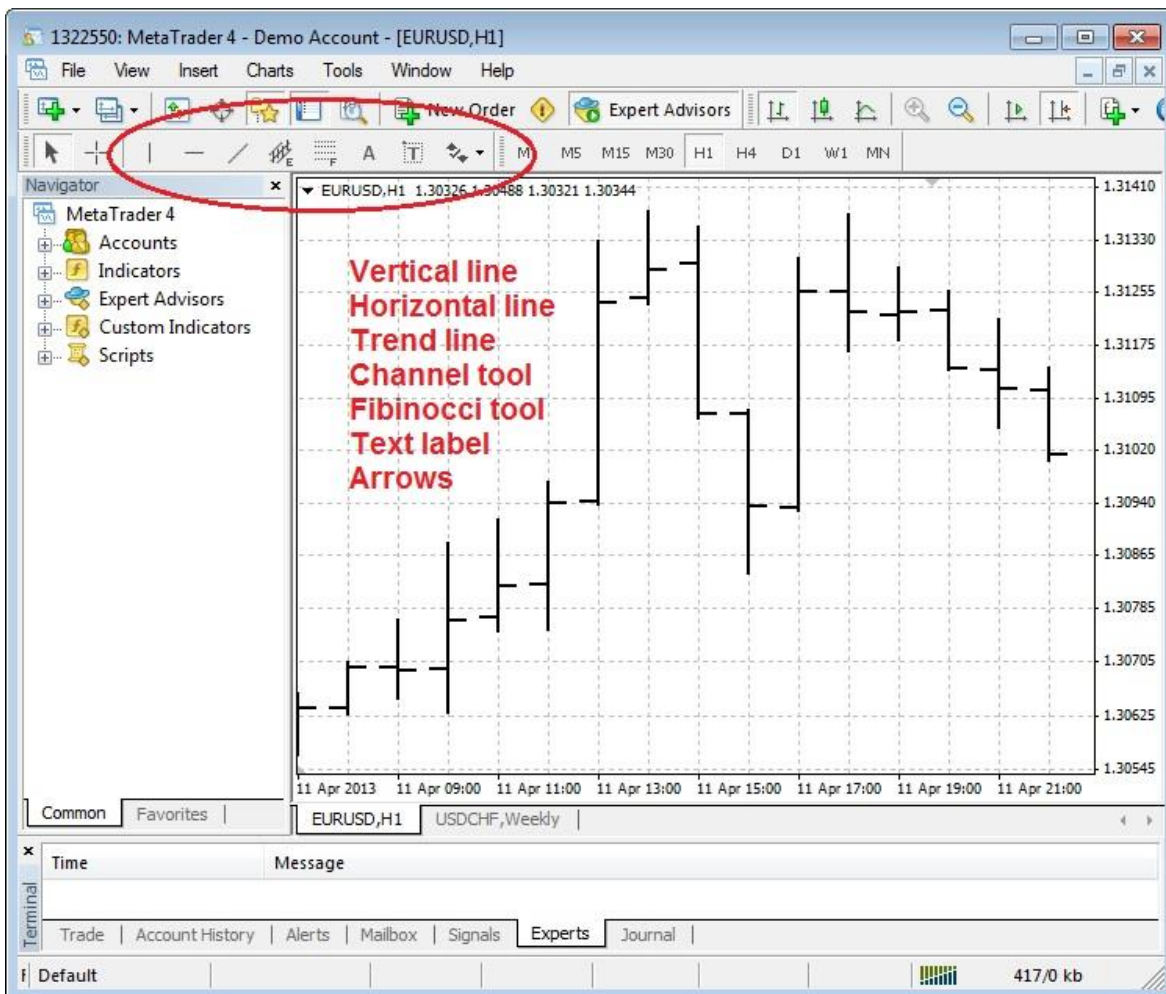 1322550: MetaTrader 4 - Demo Account - [EURUSD,H1]
File View Insert Charts Tools Window Help
New Order Expert Advisors
E F A T M5 M15 M30 H1 H4 D1 W1 MN
Navigator
MetaTrader 4
Accounts
Indicators
Expert Advisors
Custom Indicators
Scripts
Common Favorites
EURUSD,H1 1.30326 1.30488 1.30321 1.30344
Vertical line
Horizontal line
Trend line
Channel tool
Fibinocci tool
Text label
Arrows
1.31410
1.31330
1.31255
1.31175
1.31095
1.31020
1.30940
1.30865
1.30785
1.30705
1.30625
1.30545
11 Apr 2013 11 Apr 09:00 11 Apr 11:00 11 Apr 13:00 11 Apr 15:00 11 Apr 17:00 11 Apr 19:00 11 Apr 21:00
EURUSD,H1 USDCHF,Weekly
Time Message
Terminal
Trade Account History Alerts Mailbox Signals Experts Journal
Default 417/0 kb